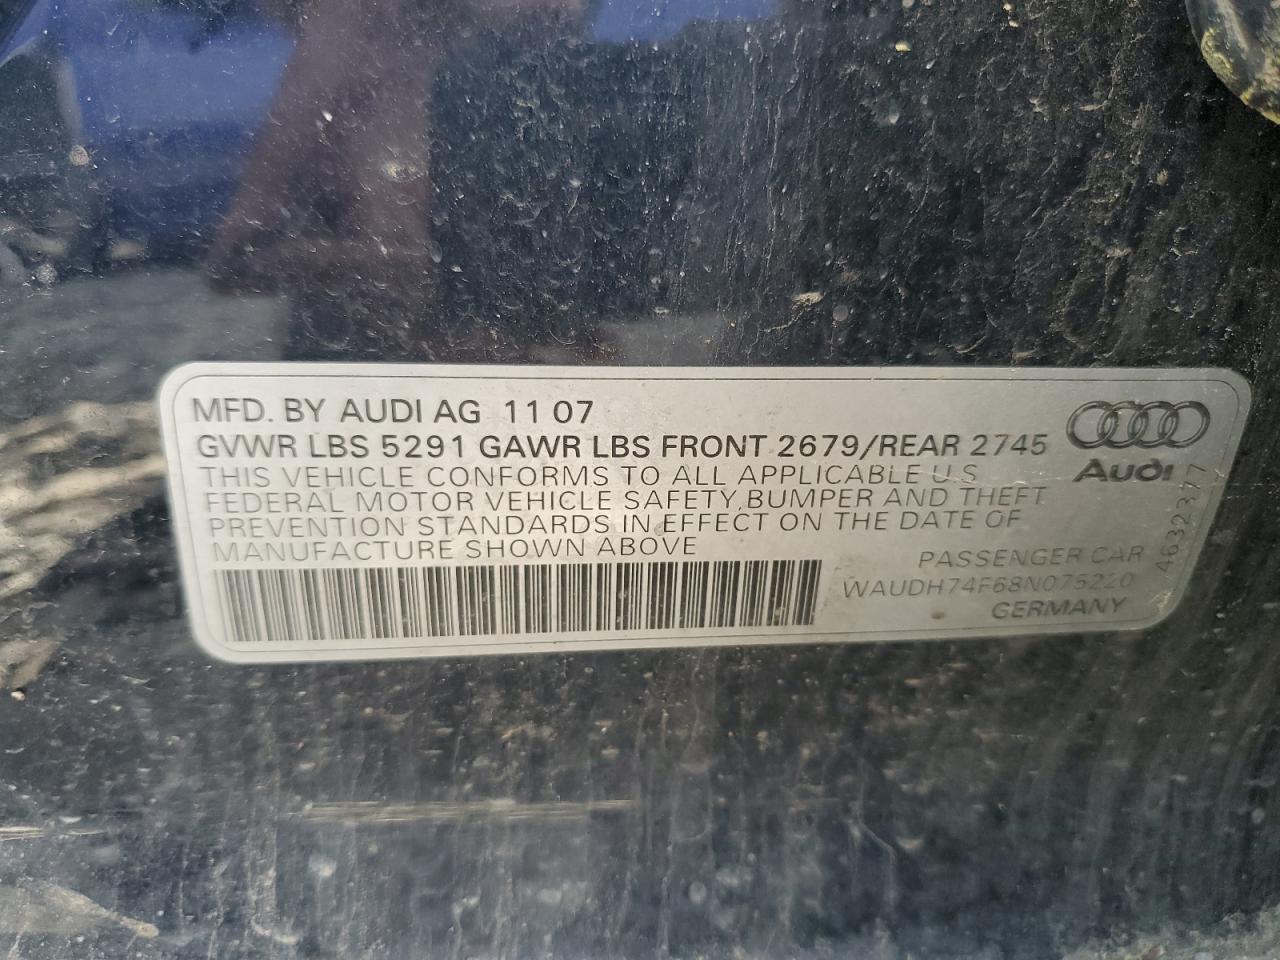 MFD. BY AUDI AG 11 07
GVWR LBS 5291 GAWR LBS FRONT 2679/REAR 2745
THIS VEHICLE CONFORMS TO ALL APPLICABLE U.S
FEDERAL MOTOR VEHICLE SAFETY, BUMPER AND THEFT
PREVENTION STANDARDS IN EFFECT ON THE DATE OF
MANUFACTURE SHOWN ABOVE
Audi
PASSENGER CAR
WAUDH74F68N075220
GERMANY
4632377